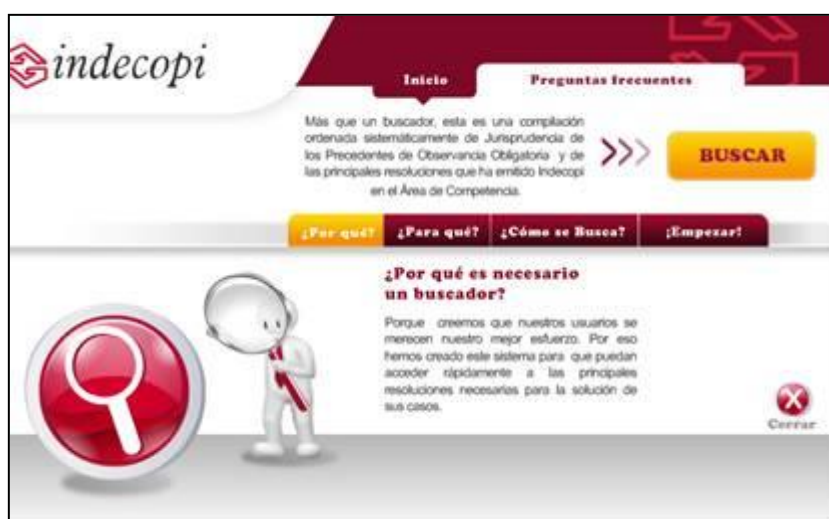 indecopi
Inicio
Preguntas frecuentes
Más que un buscador, esta es una compilación
ordenada sistemáticamente de Jurisprudencia de
los Precedentes de Observancia Obligatoria y de
las principales resoluciones que ha emitido Indecopi
en el Área de Competencia.
BUSCAR
¿Por qué?
¿Para qué?
¿Cómo se Busca?
¡Empezar!
¿Por qué es necesario
un buscador?
Porque creemos que nuestros usuarios se
merecen nuestro mejor esfuerzo. Por eso
hemos creado este sistema para que puedan
acceder rápidamente a las principales
resoluciones necesarias para la solución de
sus casos.
Cerrar